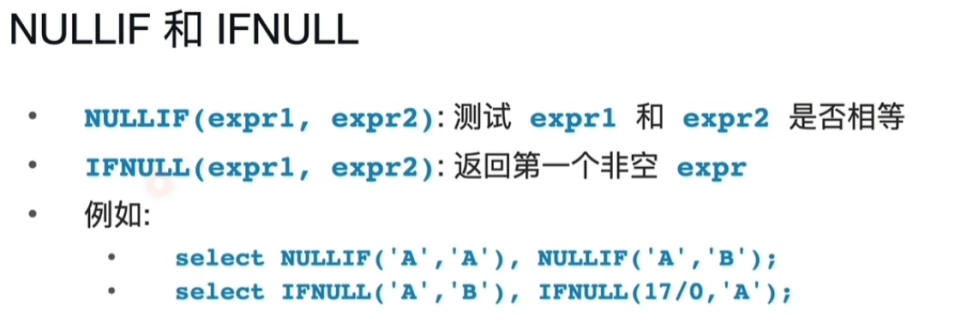 NULLIF 和 IFNULL
• NULLIF(expr1, expr2): 测试 expr1 和 expr2 是否相等
• IFNULL(expr1, expr2): 返回第一个非空 expr
• 例如:
• select NULLIF('A','A'), NULLIF('A','B');
• select IFNULL('A','B'), IFNULL(17/0,'A');